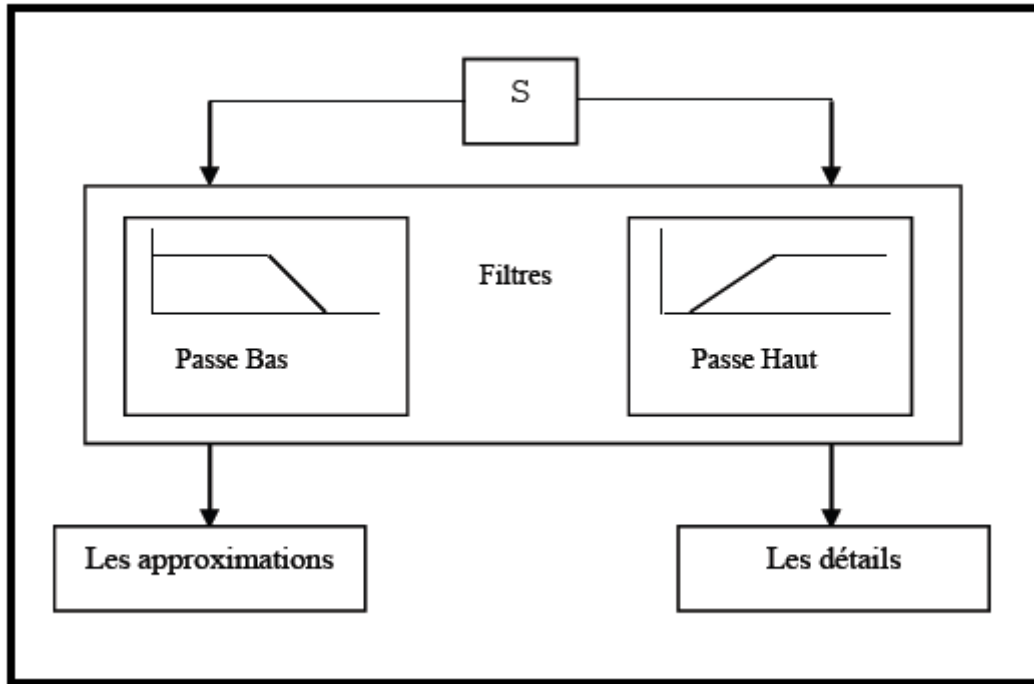 S
Filtres
Passe Bas
Passe Haut
Les approximations
Les détails